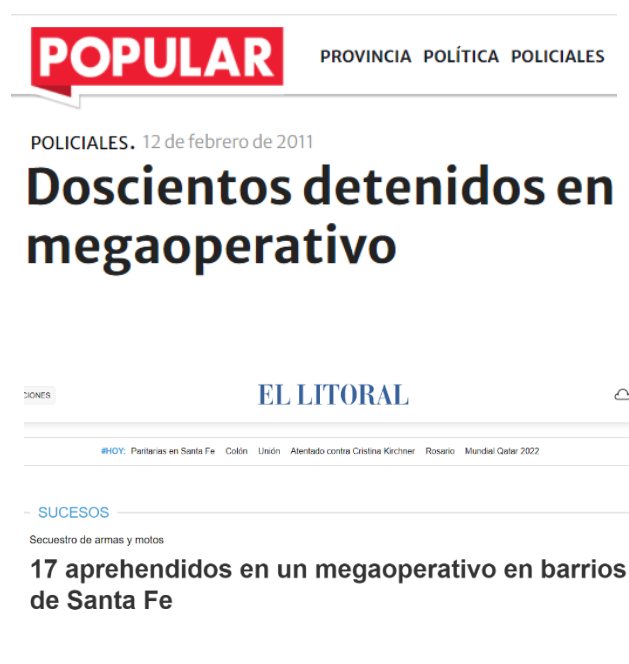 POPULAR
PROVINCIA POLÍTICA POLICIALES
POLICIALES. 12 de febrero de 2011
Doscientos detenidos en
megaoperativo
CIONES
EL LITORAL
#HOY: Paritarias en Santa Fe Colón Unión Atentado contra Cristina Kirchner Rosario Mundial Qatar 2022
SUCESOS
Secuestro de armas y motos
17 aprehendidos en un megaoperativo en barrios
de Santa Fe